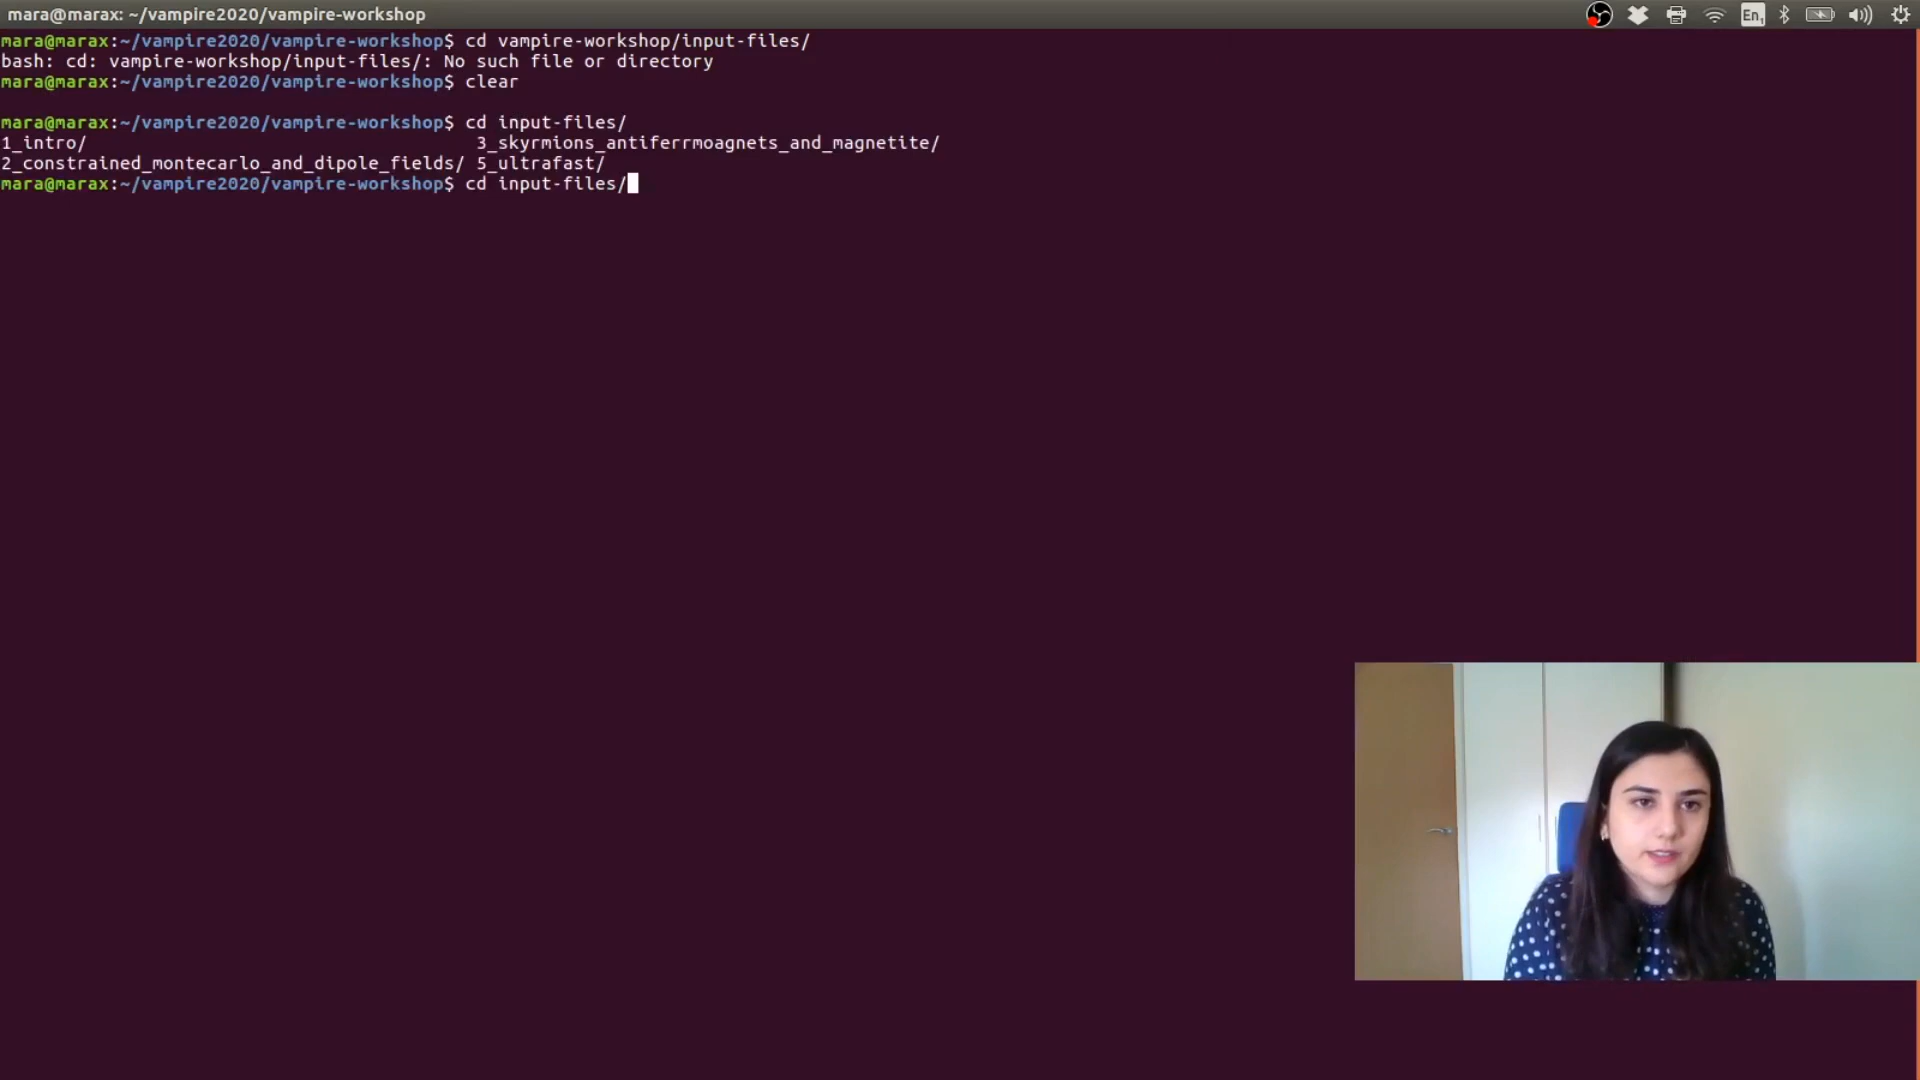 mara@marax: ~/vampire2020/vampire-workshop
En1
mara@marax:~/vampire2020/vampire-workshop$ cd vampire-workshop/input-files/
bash: cd: vampire-workshop/input-files/: No such file or directory
mara@marax:~/vampire2020/vampire-workshop$ clear
mara@marax:~/vampire2020/vampire-workshop$ cd input-files/
1_intro/ 3_skyrmions_antiferrmoagnets_and_magnetite/
2_constrained_montecarlo_and_dipole_fields/ 5_ultrafast/
mara@marax:~/vampire2020/vampire-workshop$ cd input-files/